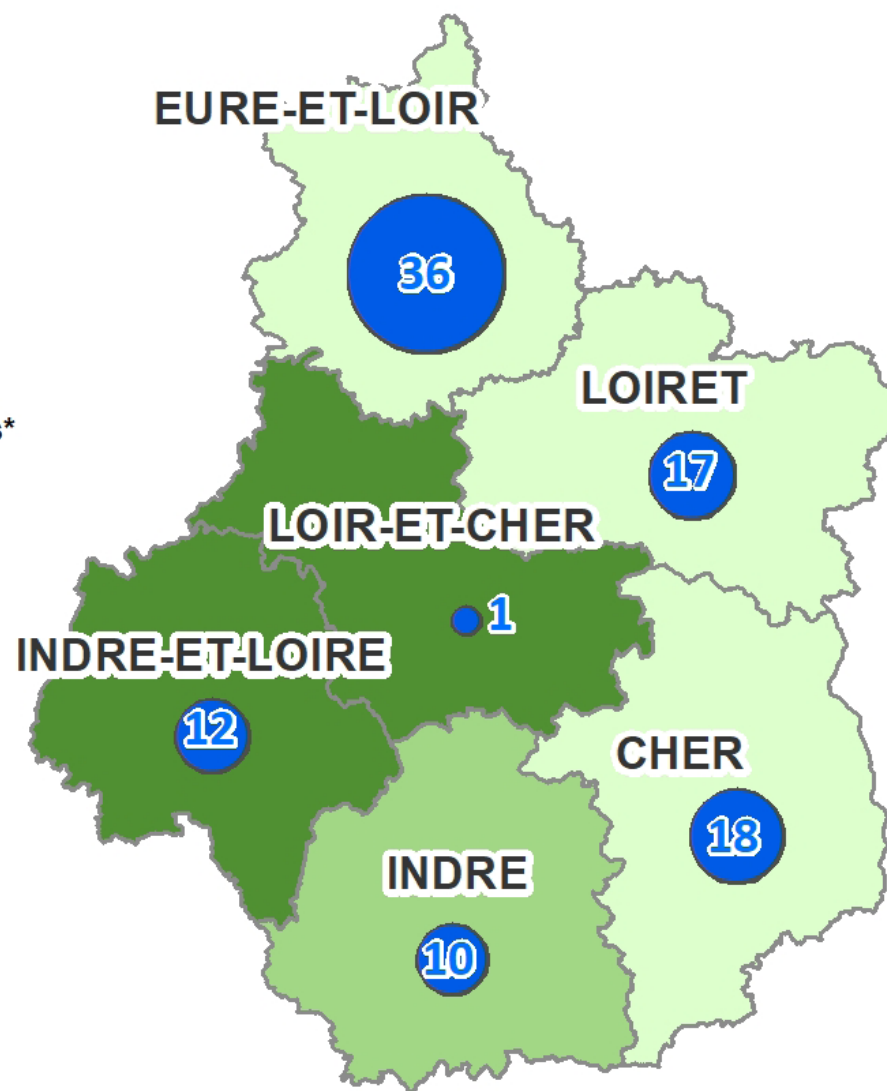 EURE-ET-LOIR
36
LOIRET
17
LOIR-ET-CHER
1
INDRE-ET-LOIRE
12
CHER
18
INDRE
10